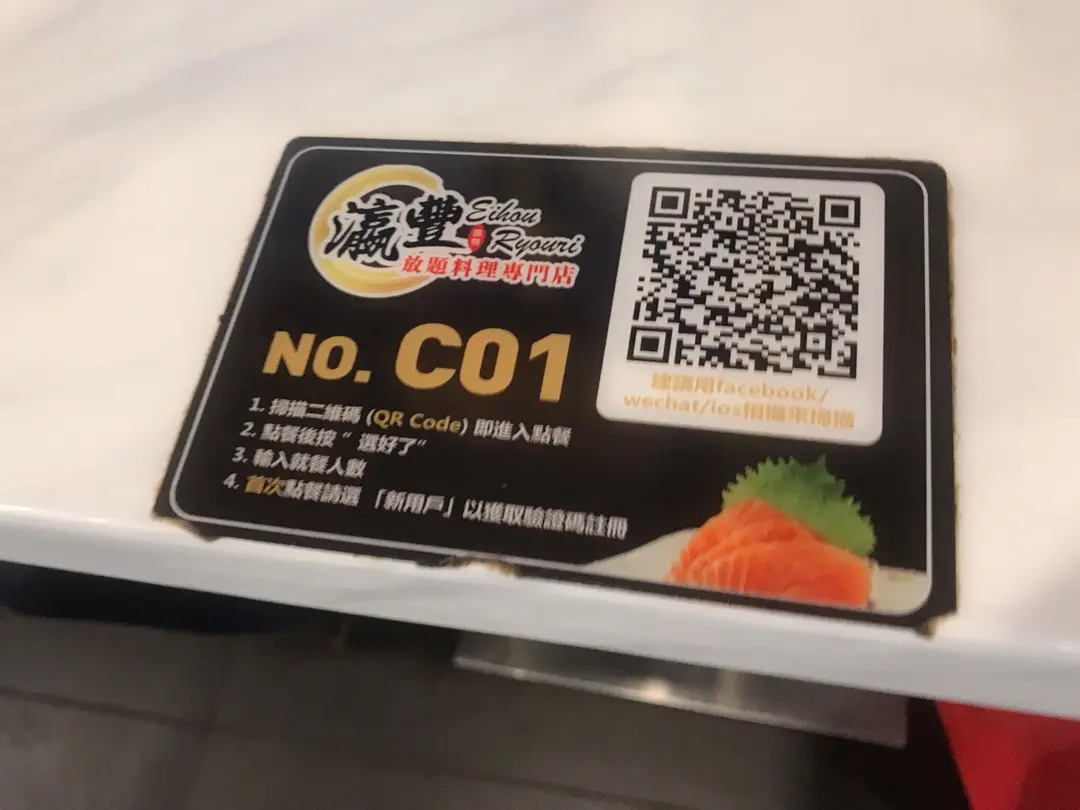 瀛豐 Eihou
Ryouri
放題料理專門店
NO. C01
1. 掃描二維碼 (QR Code) 即進入點餐
2. 點餐後按 “ 選好了“
3. 輸入就餐人數
4. 首次點餐請選 「新用戶」以獲取驗證碼註冊
建議用facebook/
wechat/ios相機來掃描